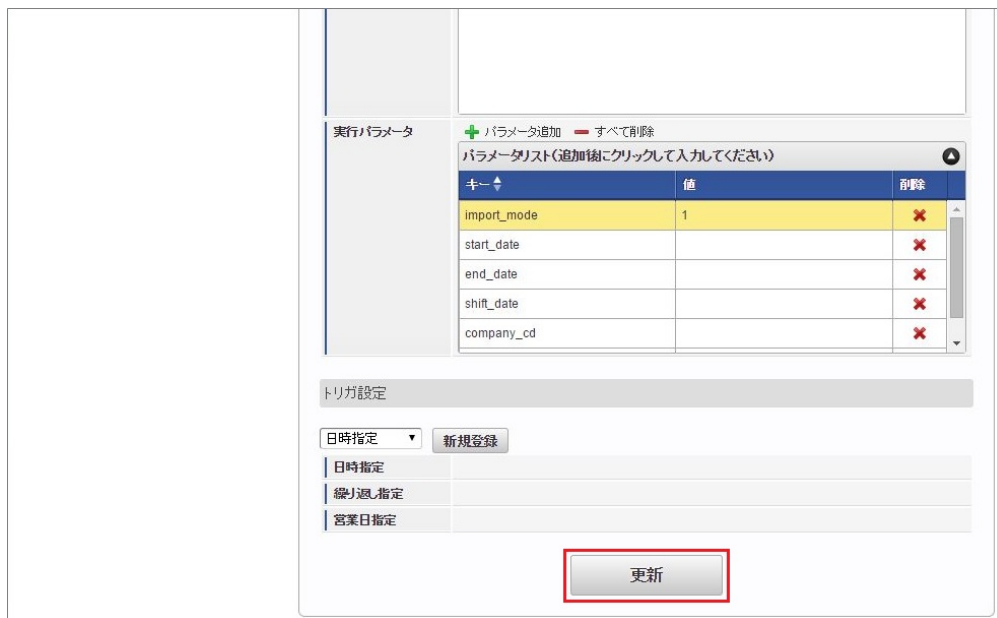 実行パラメータ
パラメータ追加 すべて削除
パラメータリスト(追加後にクリックして入力してください)
キー 値 削除
import_mode 1
start_date
end_date
shift_date
company_cd
トリガ設定
日時指定 新規登録
日時指定
繰り返し指定
営業日指定
更新